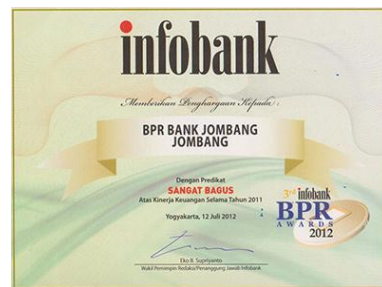 infobank
Memberikan Penghargaan Kepada :
BPR BANK JOMBANG
JOMBANG
Dengan Predikat
SANGAT BAGUS
Atas Kinerja Keuangan Selama Tahun 2011
Yogyakarta, 12 Juli 2012
3rd infobank
BPR
AWARDS
2012
Eko B. Supriyanto
Wakil Pemimpin Redaksi/Penanggung Jawab Infobank